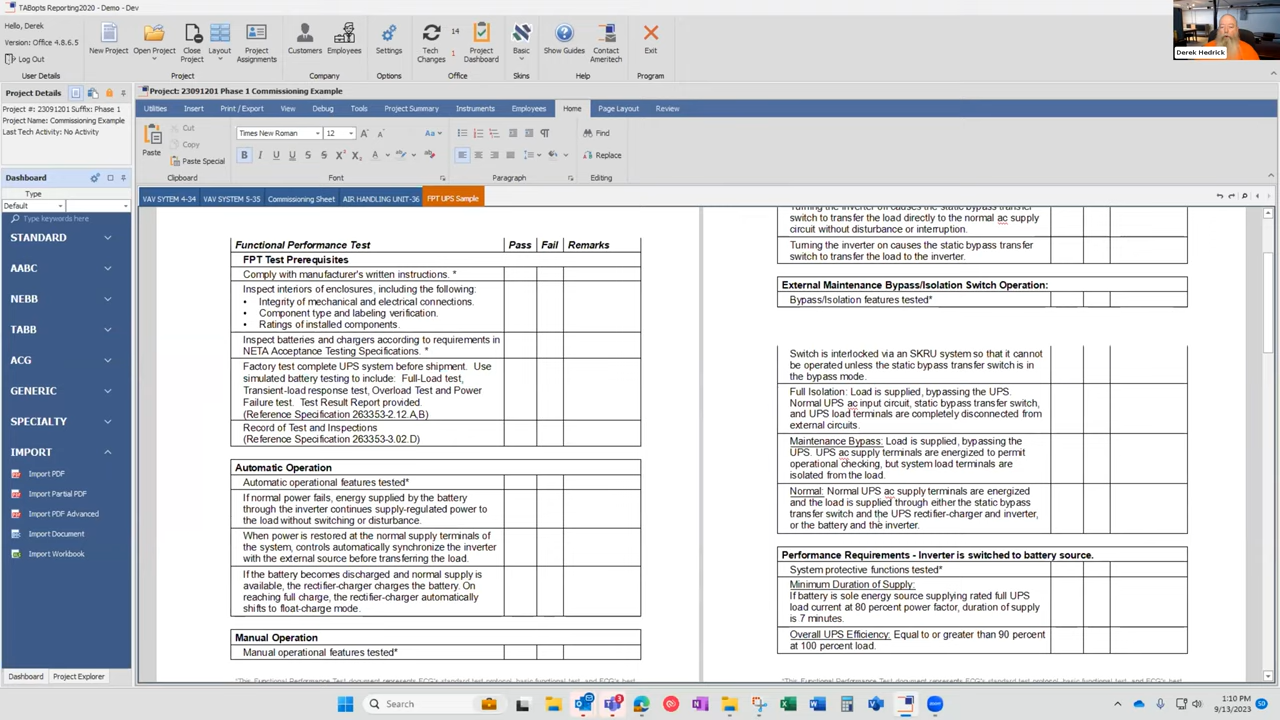 TABopts Reporting2020 - Demo - Dev
Hello, Derek
Version: Office 4.8.6.5
Log Out
User Details
New Project
Open Project
Close Project
Layout
Project Assignments
Project
Customers
Employees
Company
Settings
Options
Tech Changes
14
1
Project Dashboard
Office
Basic
Skins
Show Guides
Contact Ameritech
Help
Exit
Program
Derek Hedrick
Project Details
Project #: 23091201 Suffix: Phase 1
Project Name: Commissioning Example
Last Tech Activity: No Activity
Dashboard
Type
Default
Type keywords here
STANDARD
AABC
NEBB
TABB
ACG
GENERIC
SPECIALTY
IMPORT
Import PDF
Import Partial PDF
Import PDF Advanced
Import Document
Import Workbook
Dashboard
Project Explorer
Project: 23091201 Phase 1 Commissioning Example
Utilities
Insert
Print / Export
View
Debug
Tools
Project Summary
Instruments
Employees
Home
Page Layout
Review
Paste
Cut
Copy
Paste Special
Clipboard
Times New Roman
12
Font
Paragraph
Find
Replace
Editing
VAV SYTEM 4-34
VAV SYSTEM 5-35
Commissioning Sheet
AIR HANDLING UNIT-36
FPT UPS Sample
Functional Performance Test Pass Fail Remarks
FPT Test Prerequisites
Comply with manufacturer's written instructions. *
Inspect interiors of enclosures, including the following:
• Integrity of mechanical and electrical connections.
• Component type and labeling verification.
• Ratings of installed components.
Inspect batteries and chargers according to requirements in
NETA Acceptance Testing Specifications. *
Factory test complete UPS system before shipment. Use
simulated battery testing to include: Full-Load test,
Transient-load response test, Overload Test and Power
Failure test. Test Result Report provided.
(Reference Specification 263353-2.12.A,B)
Record of Test and Inspections
(Reference Specification 263353-3.02.D)
Automatic Operation
Automatic operational features tested*
If normal power fails, energy supplied by the battery
through the inverter continues supply-regulated power to
the load without switching or disturbance.
When power is restored at the normal supply terminals of
the system, controls automatically synchronize the inverter
with the external source before transferring the load.
If the battery becomes discharged and normal supply is
available, the rectifier-charger charges the battery. On
reaching full charge, the rectifier-charger automatically
shifts to float-charge mode.
Manual Operation
Manual operational features tested*
*This Functional Performance Test document represents ECG's standard test protocol, basic functional test, and
Turning the inverter off causes the static bypass transfer
switch to transfer the load directly to the normal ac supply
circuit without disturbance or interruption.
Turning the inverter on causes the static bypass transfer
switch to transfer the load to the inverter.
External Maintenance Bypass/Isolation Switch Operation:
Bypass/Isolation features tested*
Switch is interlocked via an SKRU system so that it cannot
be operated unless the static bypass transfer switch is in
the bypass mode.
Full Isolation: Load is supplied, bypassing the UPS.
Normal UPS ac input circuit, static bypass transfer switch,
and UPS load terminals are completely disconnected from
external circuits.
Maintenance Bypass: Load is supplied, bypassing the
UPS. UPS ac supply terminals are energized to permit
operational checking, but system load terminals are
isolated from the load.
Normal: Normal UPS ac supply terminals are energized
and the load is supplied through either the static bypass
transfer switch and the UPS rectifier-charger and inverter,
or the battery and the inverter.
Performance Requirements - Inverter is switched to battery source.
System protective functions tested*
Minimum Duration of Supply:
If battery is sole energy source supplying rated full UPS
load current at 80 percent power factor, duration of supply
is 7 minutes.
Overall UPS Efficiency: Equal to or greater than 90 percent
at 100 percent load.
Search
1:10 PM
9/13/2023